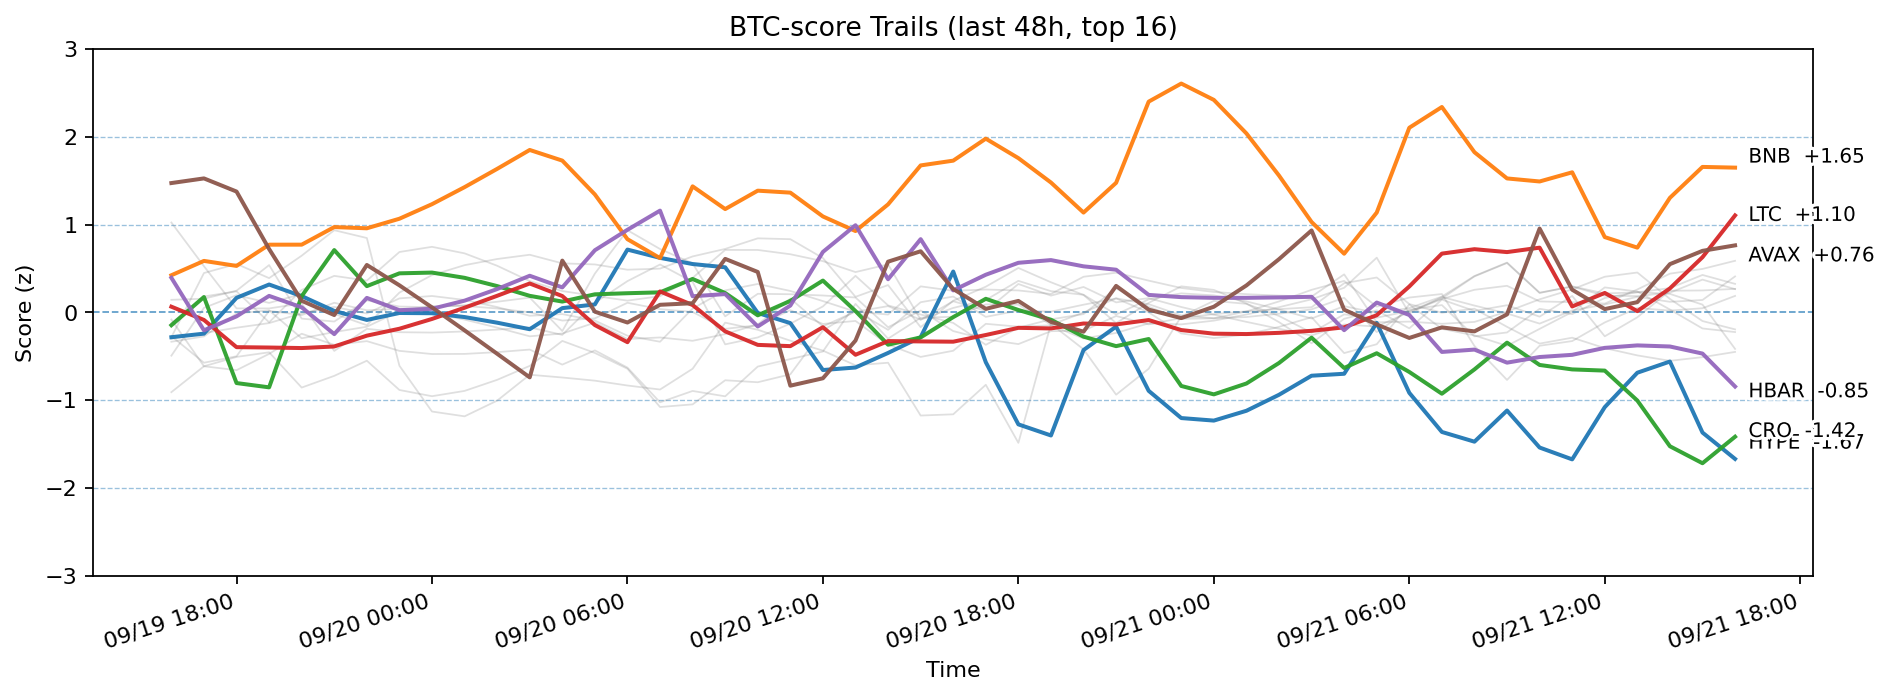 BTC-score Trails (last 48h, top 16)
3
2
1
0
−1
−2
−3
Score (z)
BNB +1.65
LTC +1.10
AVAX +0.76
HBAR -0.85
CRO -1.42
HYPE -1.67
09/19 18:00
09/20 00:00
09/20 06:00
09/20 12:00
09/20 18:00
09/21 00:00
09/21 06:00
09/21 12:00
09/21 18:00
Time